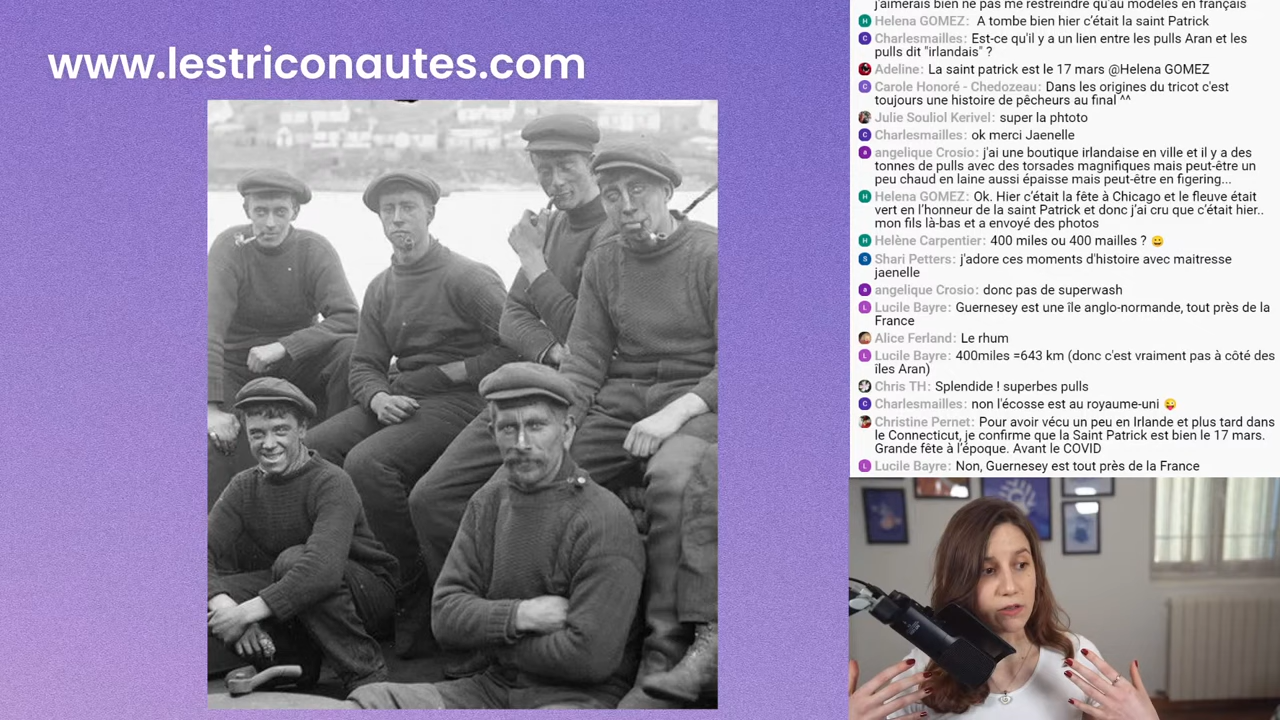 www.lestriconautes.com
j'aimerais bien ne pas me restreindre qu'au modèles en français
Helena GOMEZ: A tombe bien hier c'était la saint Patrick
Charlesmailles: Est-ce qu'il y a un lien entre les pulls Aran et les
pulls dit "irlandais" ?
Adeline: La saint patrick est le 17 mars @Helena GOMEZ
Carole Honoré - Chedozeau: Dans les origines du tricot c'est
toujours une histoire de pêcheurs au final ^^
Julie Souliol Kerivel: super la phtoto
Charlesmailles: ok merci Jaenelle
angelique Crosio: j'ai une boutique irlandaise en ville et il y a des
tonnes de pulls avec des torsades magnifiques mais peut-être un
peu chaud en laine aussi épaisse mais peut-être en figering...
Helena GOMEZ: Ok. Hier c'était la fête à Chicago et le fleuve était
vert en l'honneur de la saint Patrick et donc j'ai cru que c'était hier..
mon fils là-bas et a envoyé des photos
Helène Carpentier: 400 miles ou 400 mailles ? 😀
Shari Petters: j'adore ces moments d'histoire avec maitresse
jaenelle
angelique Crosio: donc pas de superwash
Lucile Bayre: Guernesey est une île anglo-normande, tout près de la
France
Alice Ferland: Le rhum
Lucile Bayre: 400miles =643 km (donc c'est vraiment pas à côté des
îles Aran)
Chris TH: Splendide ! superbes pulls
Charlesmailles: non l'écosse est au royaume-uni 😜
Christine Pernet: Pour avoir vécu un peu en Irlande et plus tard dans
le Connecticut, je confirme que la Saint Patrick est bien le 17 mars.
Grande fête à l'époque. Avant le COVID
Lucile Bayre: Non, Guernesey est tout près de la France